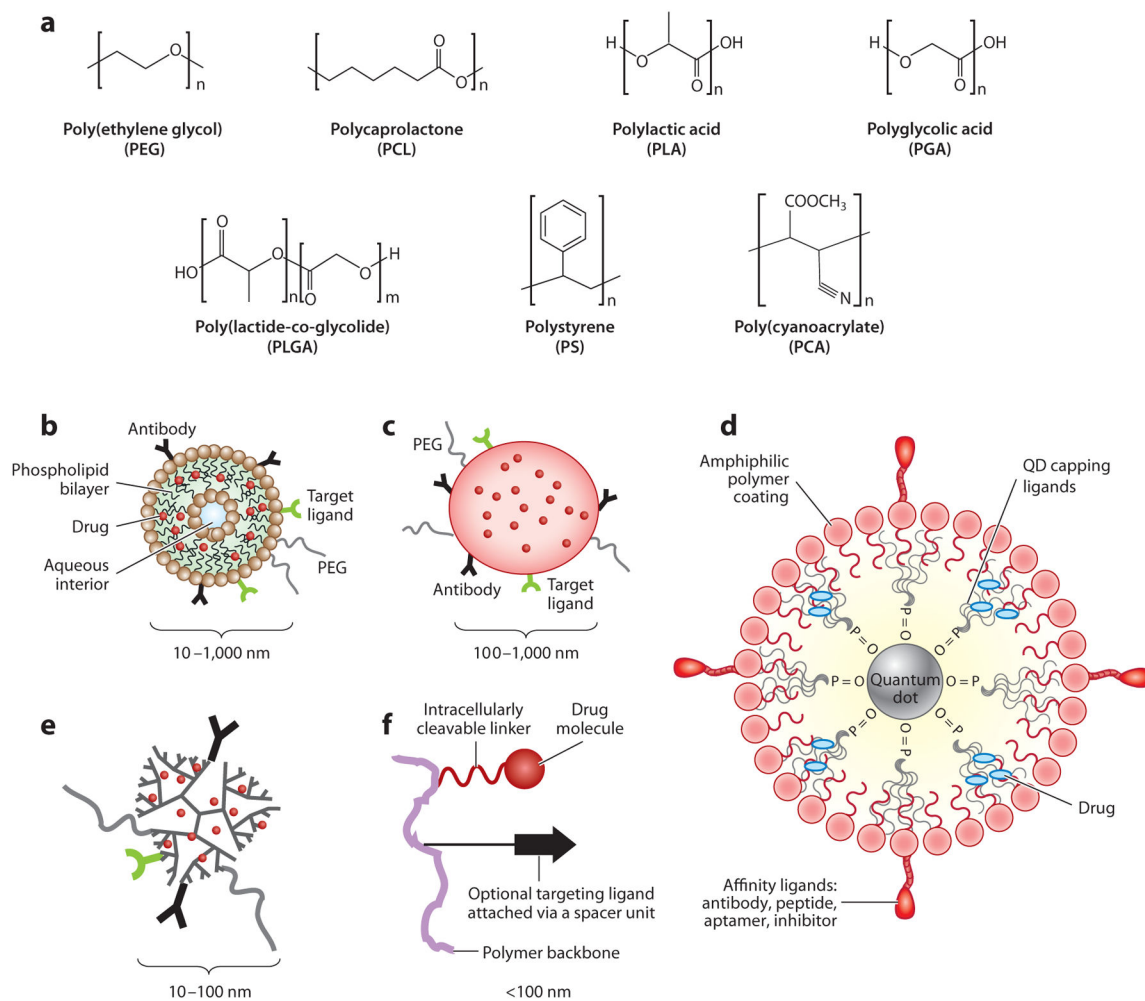 a
O
n
Poly(ethylene glycol)
(PEG)
O
O
n
Polycaprolactone
(PCL)
H
O
O
OH
n
Polylactic acid
(PLA)
H
O
O
OH
n
Polyglycolic acid
(PGA)
O
HO
O
n
O
O
H
m
Poly(lactide-co-glycolide)
(PLGA)
n
Polystyrene
(PS)
COOCH3
N
n
Poly(cyanoacrylate)
(PCA)
b
Antibody
Phospholipid
bilayer
Drug
Aqueous
interior
Target
ligand
PEG
10–1,000 nm
c
PEG
Antibody
Target
ligand
100–1,000 nm
d
Amphiphilic
polymer
coating
QD capping
ligands
P=O
P=O
O=P
P=O
Quantum
dot
O=P
P=O
O=P
O=P
Drug
Affinity ligands:
antibody, peptide,
aptamer, inhibitor
e
10–100 nm
f
Intracellularly
cleavable linker
Drug
molecule
Optional targeting ligand
attached via a spacer unit
Polymer backbone
<100 nm